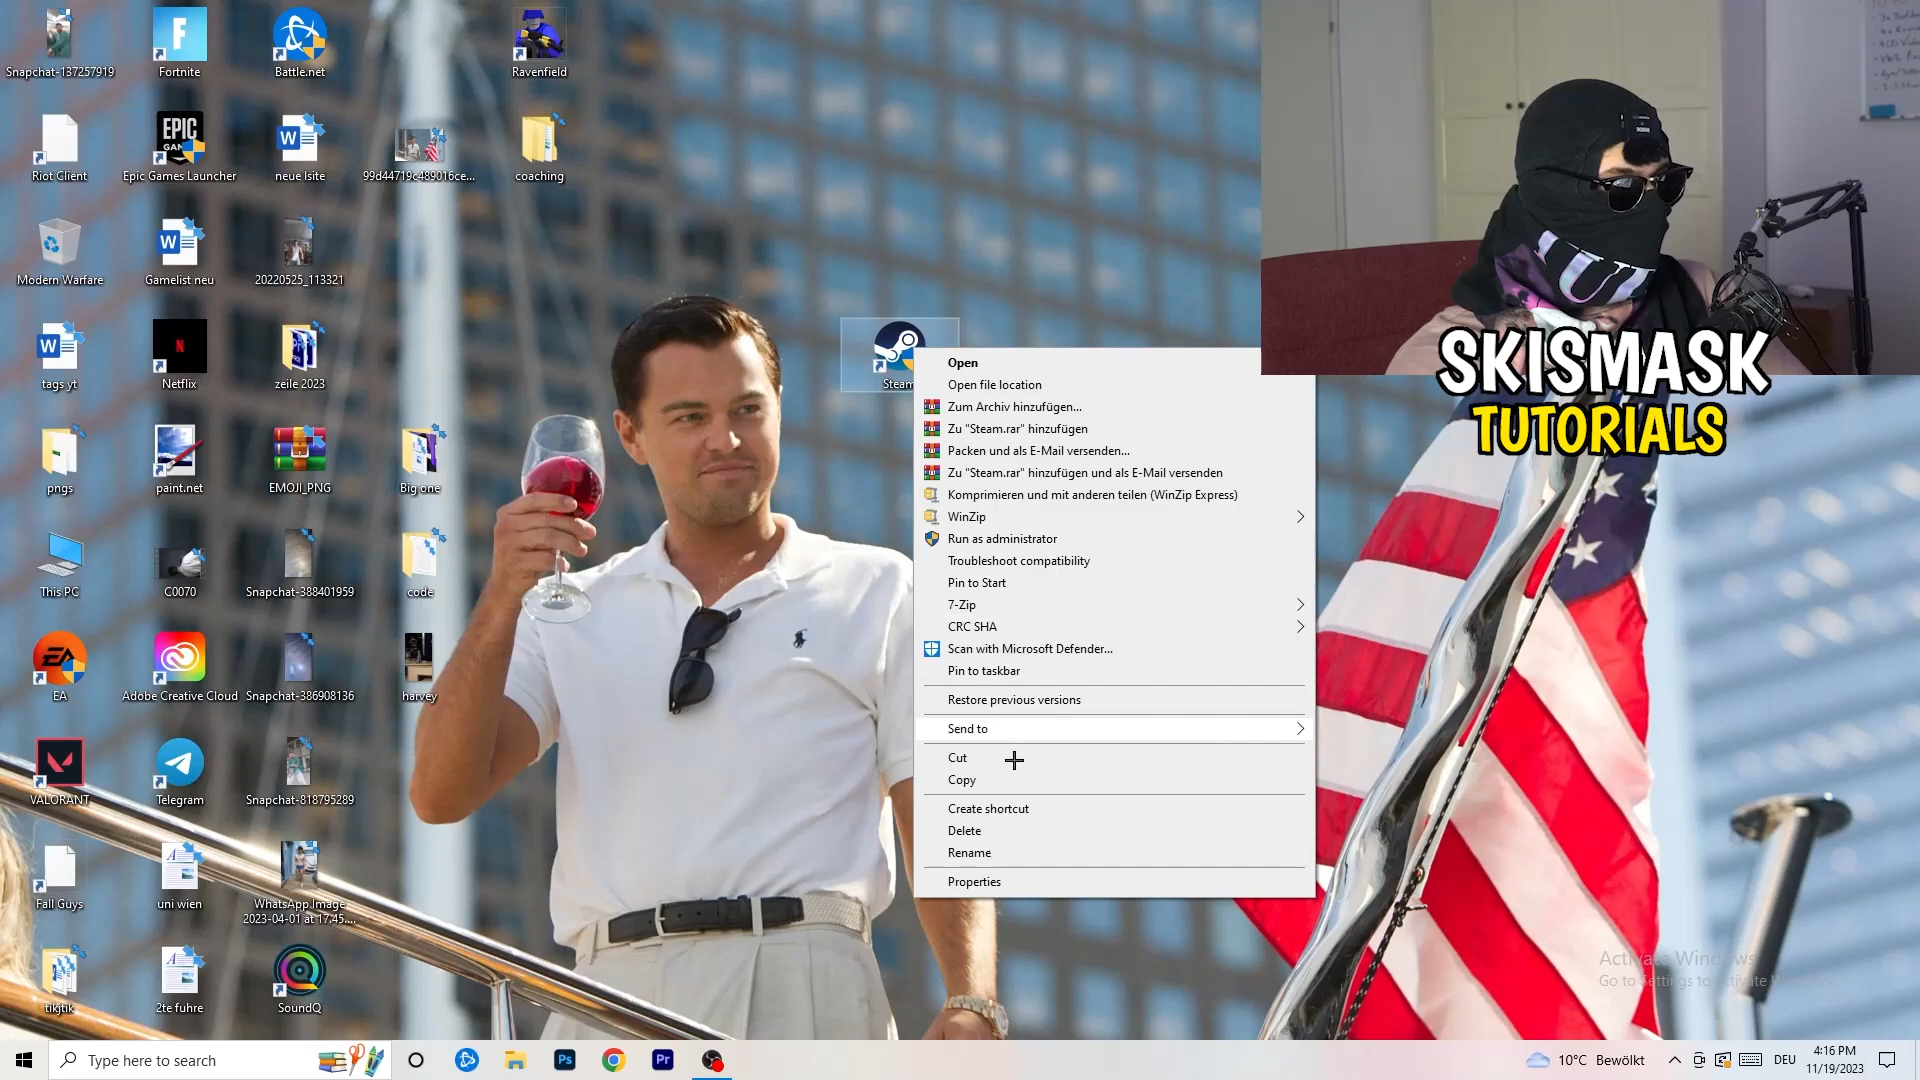 Snapchat-137257919
Fortnite
Battle.net
Ravenfield
Riot Client
EPIC
Epic Games Launcher
neue lsite
99d44719c489016ce...
coaching
Modern Warfare
Gamelist neu
20220525_113321
tags yt
Netflix
zeile 2023
pngs
paint.net
EMOJI_PNG
Big one
This PC
C0070
Snapchat-388401959
code
EA
Adobe Creative Cloud
Snapchat-386908136
harvey
VALORANT
Telegram
Snapchat-818795289
Fall Guys
uni wien
WhatsApp Image
2023-04-01 at 17.45....
tikjtik
2te fuhre
SoundQ
Steam
Open
Open file location
Zum Archiv hinzufügen...
Zu "Steam.rar" hinzufügen
Packen und als E-Mail versenden...
Zu "Steam.rar" hinzufügen und als E-Mail versenden
Komprimieren und mit anderen teilen (WinZip Express)
WinZip
Run as administrator
Troubleshoot compatibility
Pin to Start
7-Zip
CRC SHA
Scan with Microsoft Defender...
Pin to taskbar
Restore previous versions
Send to
Cut
Copy
Create shortcut
Delete
Rename
Properties
SKISMASK
TUTORIALS
Activate Windows
Go to Settings to activate
Type here to search
Ps
Pr
10°C Bewölkt
DEU
4:16 PM
11/19/2023